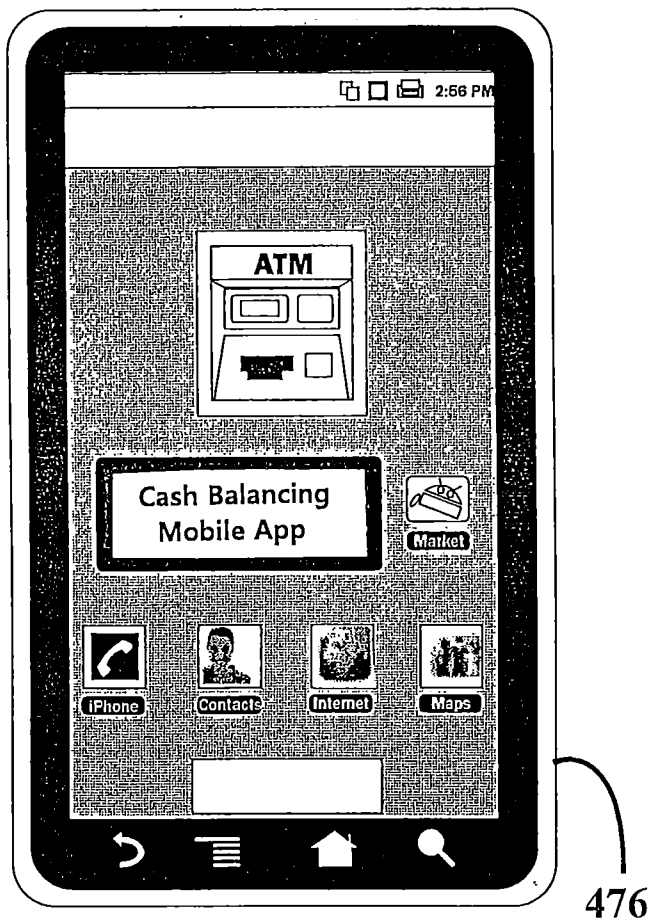 2:56 PM
ATM
Cash Balancing
Mobile App
Market
iPhone
Contacts
Internet
Maps
476